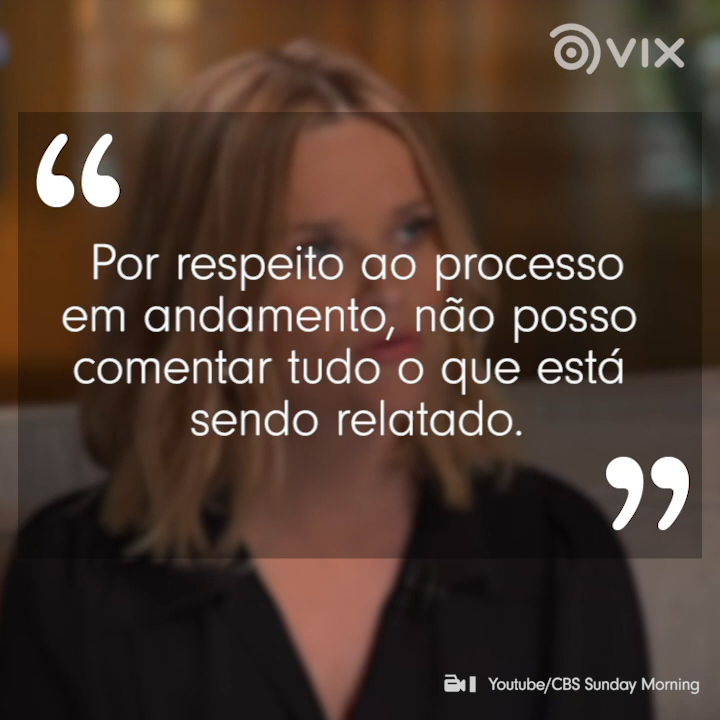 VIX
“
Por respeito ao processo
em andamento, não posso
comentar tudo o que está
sendo relatado.
”
Youtube/CBS Sunday Morning